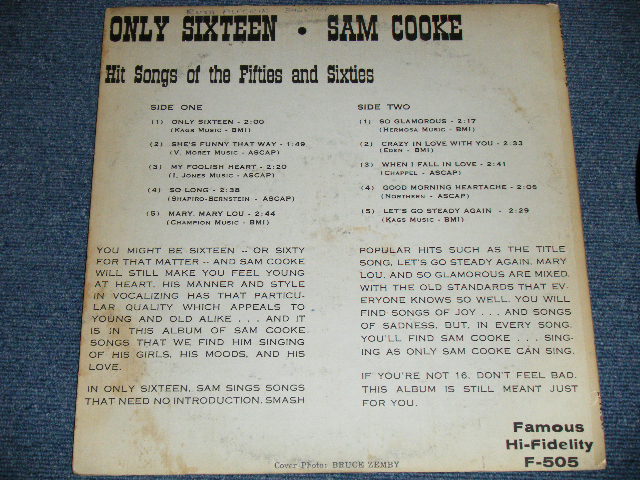 ONLY SIXTEEN • SAM COOKE
Hit Songs of the Fifties and Sixties
SIDE ONE
(1) ONLY SIXTEEN - 2:00
(KAGS MUSIC - BMI)
(2) SHE'S FUNNY THAT WAY - 1:49
(V. MORET MUSIC - ASCAP)
(3) MY FOOLISH HEART - 2:20
(I. JONES MUSIC - ASCAP)
(4) SO LONG - 2:38
(SHAPIRO-BERNSTEIN - ASCAP)
(5) MARY, MARY LOU - 2:44
(CHAMPION MUSIC - BMI)
SIDE TWO
(1) SO GLAMOROUS - 2:17
(HERMOSA MUSIC - BMI)
(2) CRAZY IN LOVE WITH YOU - 2:33
(EDEN - BMI)
(3) WHEN I FALL IN LOVE - 2:41
(CHAPPEL - ASCAP)
(4) GOOD MORNING HEARTACHE - 2:05
(NORTHERN - ASCAP)
(5) LET'S GO STEADY AGAIN - 2:29
(KAGS MUSIC - BMI)
YOU MIGHT BE SIXTEEN -- OR SIXTY
FOR THAT MATTER -- AND SAM COOKE
WILL STILL MAKE YOU FEEL YOUNG
AT HEART. HIS MANNER AND STYLE
IN VOCALIZING HAS THAT PARTICU-
LAR QUALITY WHICH APPEALS TO
YOUNG AND OLD ALIKE . . . AND IT
IS IN THIS ALBUM OF SAM COOKE
SONGS THAT WE FIND HIM SINGING
OF HIS GIRLS, HIS MOODS, AND HIS
LOVE.
IN ONLY SIXTEEN, SAM SINGS SONGS
THAT NEED NO INTRODUCTION. SMASH
POPULAR HITS SUCH AS THE TITLE
SONG, LET'S GO STEADY AGAIN, MARY
LOU, AND SO GLAMOROUS ARE MIXED
WITH THE OLD STANDARDS THAT EV-
ERYONE KNOWS SO WELL. YOU WILL
FIND SONGS OF JOY . . . AND SONGS
OF SADNESS, BUT, IN EVERY SONG,
YOU'LL FIND SAM COOKE . . . SING-
ING AS ONLY SAM COOKE CAN SING.
IF YOU'RE NOT 16, DON'T FEEL BAD,
THIS ALBUM IS STILL MEANT JUST
FOR YOU.
Famous
Hi-Fidelity
F-505
Cover Photo: BRUCE ZEMBY